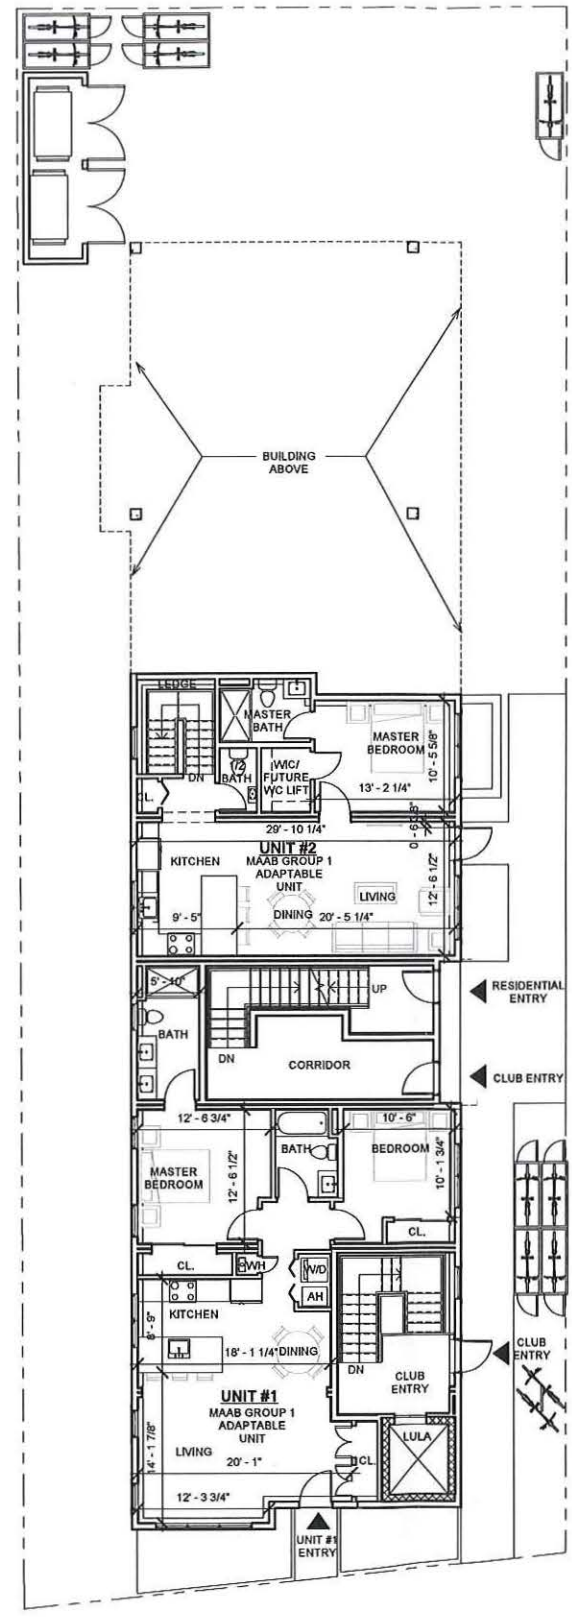 BUILDING
ABOVE
LEDGE
MASTER
BATH
MASTER
BEDROOM
10' - 5 5/8"
1/2
BATH
WIC/
FUTURE
WC LIFT
13' - 2 1/4"
DN
CL.
29' - 10 1/4"
UNIT #2
MAAB GROUP 1
ADAPTABLE
UNIT
KITCHEN
LIVING
12' - 6 1/2"
9' - 5"
DINING
20' - 5 1/4"
5' - 10"
UP
RESIDENTIAL
ENTRY
BATH
DN
CORRIDOR
CLUB ENTRY
12' - 6 3/4"
10' - 6"
BATH
BEDROOM
10' - 1 3/4"
MASTER
BEDROOM
12' - 6 1/2"
CL.
CL.
WH
W/D
AH
KITCHEN
8' - 9"
18' - 1 1/4"
DINING
DN
CLUB
ENTRY
CLUB
ENTRY
UNIT #1
MAAB GROUP 1
ADAPTABLE
UNIT
LIVING
14' - 1 7/8"
20' - 1"
CL.
LULA
12' - 3 3/4"
UNIT #1
ENTRY